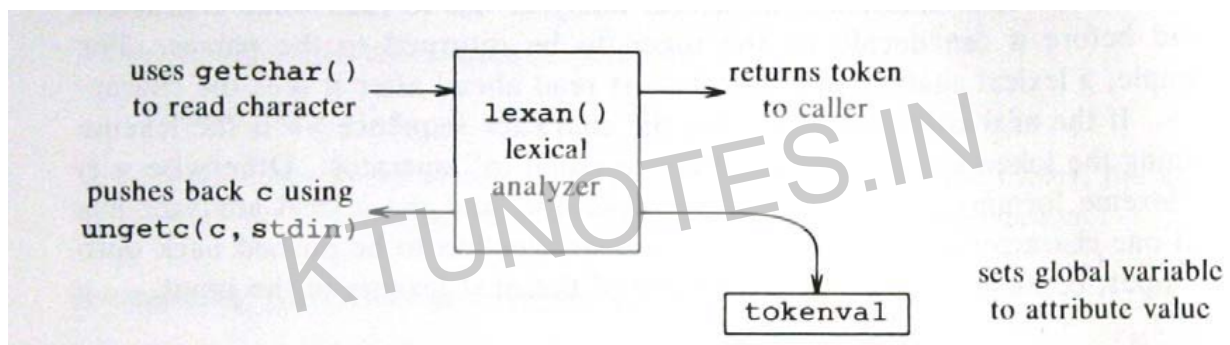 uses getchar()
to read character
lexan()
lexical
analyzer
returns token
to caller
pushes back c using
ungetc(c, stdin)
tokenval
sets global variable
to attribute value
KTUNOTES.IN